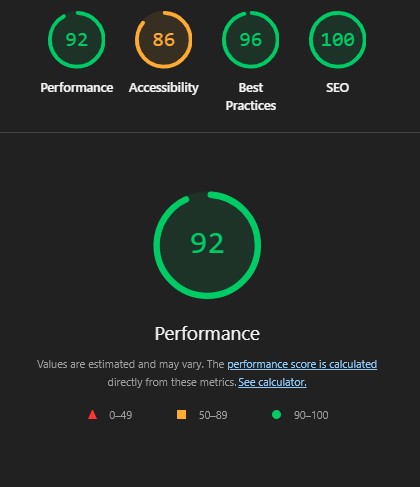 92 86 96 100
Performance Accessibility Best Practices SEO
92
Performance
Values are estimated and may vary. The performance score is calculated
directly from these metrics. See calculator.
0–49 50–89 90–100